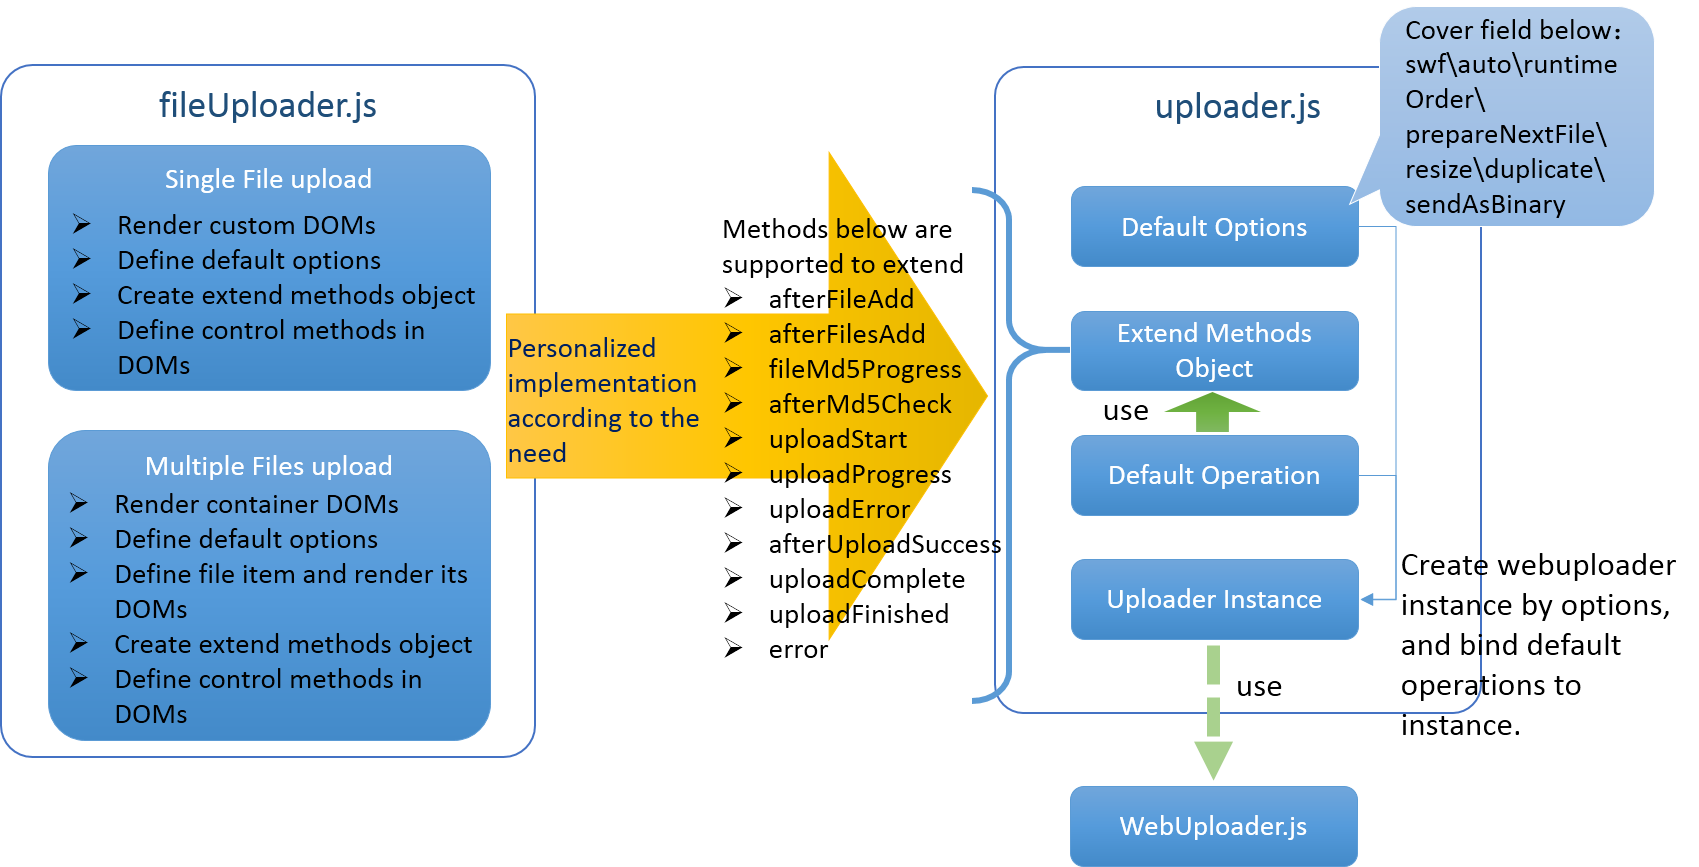 fileUploader.js
Single File upload
Render custom DOMs
Define default options
Create extend methods object
Define control methods in
DOMs
Multiple Files upload
Render container DOMs
Define default options
Define file item and render its
DOMs
Create extend methods object
Define control methods in
DOMs
Personalized
implementation
according to the
need
Methods below are
supported to extend
afterFileAdd
afterFilesAdd
fileMd5Progress
afterMd5Check
uploadStart
uploadProgress
uploadError
afterUploadSuccess
uploadComplete
uploadFinished
error
uploader.js
Cover field below：
swf\auto\runtime
Order\
prepareNextFile\
resize\duplicate\
sendAsBinary
Default Options
Extend Methods
Object
use
Default Operation
Uploader Instance
Create webuploader
instance by options,
and bind default
operations to
instance.
use
WebUploader.js